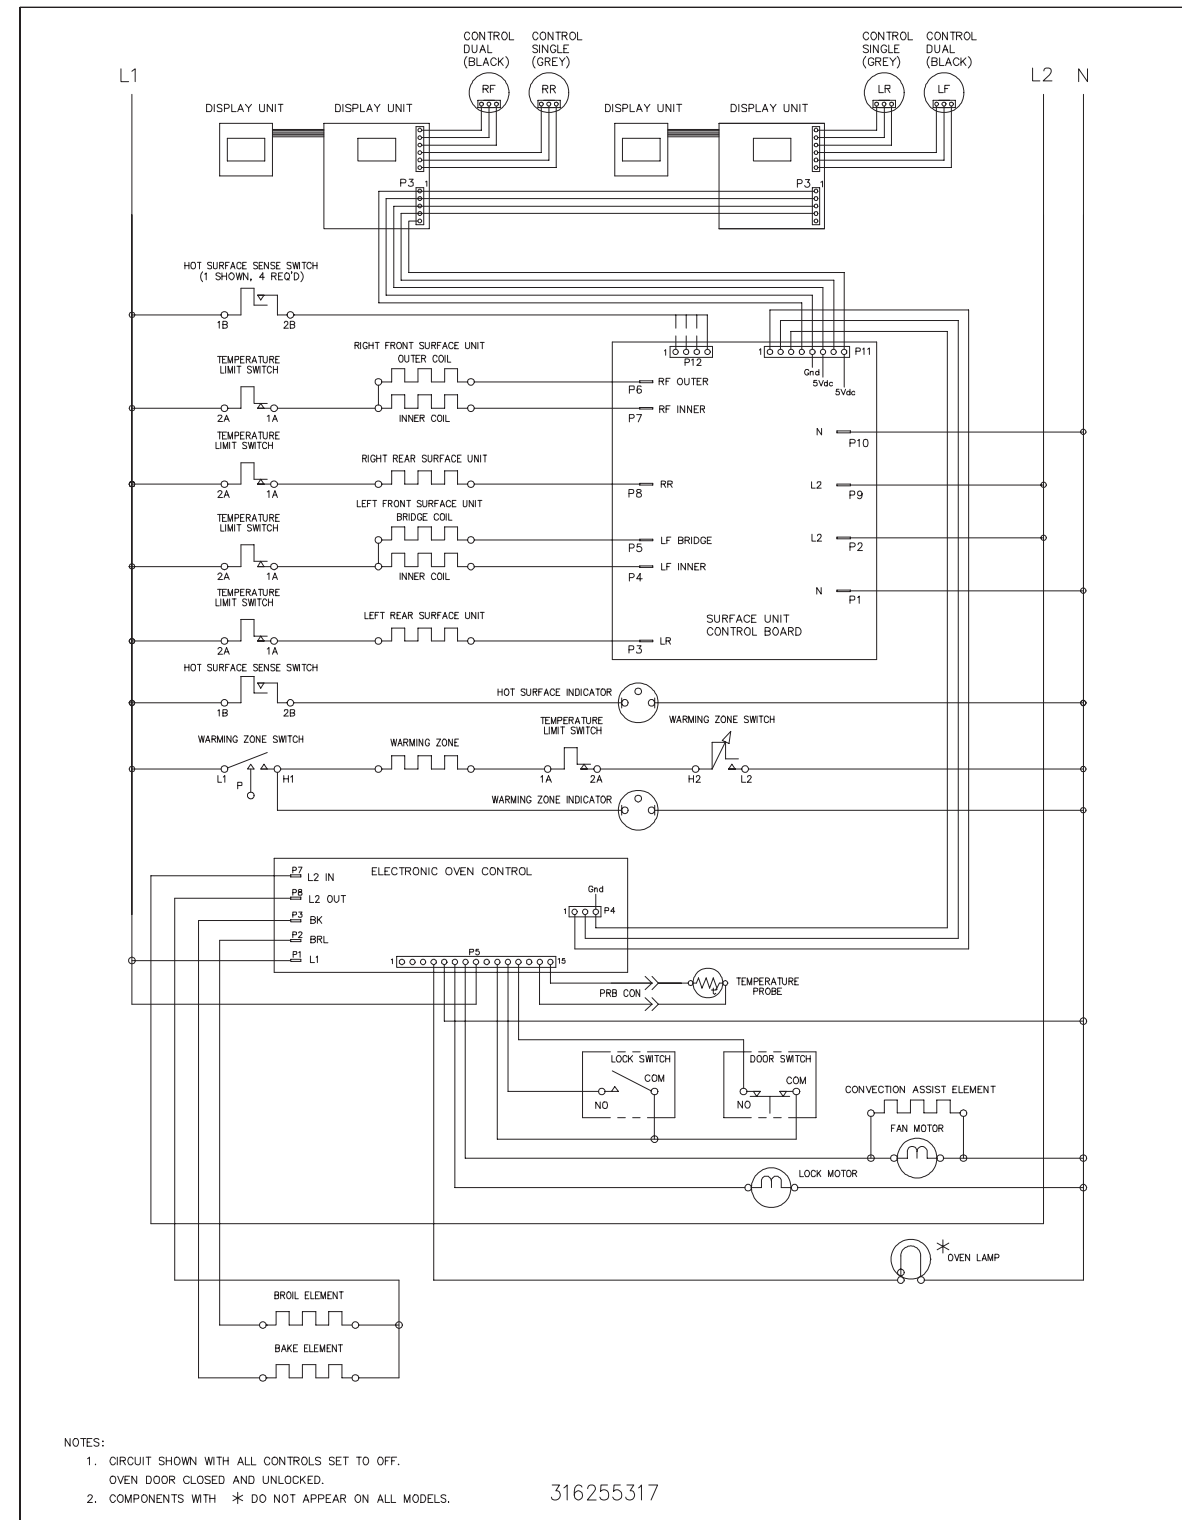 CONTROL DUAL (BLACK)
CONTROL SINGLE (GREY)
CONTROL SINGLE (GREY)
CONTROL DUAL (BLACK)
L1
L2 N
RF
RR
LR
LF
DISPLAY UNIT
DISPLAY UNIT
DISPLAY UNIT
DISPLAY UNIT
P3 1
P3 1
HOT SURFACE SENSE SWITCH
(1 SHOWN, 4 REQ'D)
1B 2B
1 P12
1 P11
Gnd
5Vdc
5Vdc
TEMPERATURE
LIMIT SWITCH
2A 1A
RIGHT FRONT SURFACE UNIT
OUTER COIL
INNER COIL
P6 RF OUTER
P7 RF INNER
N P10
TEMPERATURE
LIMIT SWITCH
2A 1A
RIGHT REAR SURFACE UNIT
P8 RR
L2 P9
TEMPERATURE
LIMIT SWITCH
2A 1A
LEFT FRONT SURFACE UNIT
BRIDGE COIL
INNER COIL
P5 LF BRIDGE
P4 LF INNER
L2 P2
N P1
TEMPERATURE
LIMIT SWITCH
2A 1A
LEFT REAR SURFACE UNIT
P3 LR
SURFACE UNIT
CONTROL BOARD
HOT SURFACE SENSE SWITCH
1B 2B
HOT SURFACE INDICATOR
WARMING ZONE SWITCH
L1 H1
P
WARMING ZONE
TEMPERATURE
LIMIT SWITCH
1A 2A
WARMING ZONE SWITCH
H2 L2
WARMING ZONE INDICATOR
ELECTRONIC OVEN CONTROL
P7 L2 IN
P8 L2 OUT
P3 BK
P2 BRL
P1 L1
Gnd
1 P4
P5
1 15
PRB CON
TEMPERATURE
PROBE
t
LOCK SWITCH
COM
NO
DOOR SWITCH
COM
NO
CONVECTION ASSIST ELEMENT
FAN MOTOR
LOCK MOTOR
* OVEN LAMP
BROIL ELEMENT
BAKE ELEMENT
NOTES:
1. CIRCUIT SHOWN WITH ALL CONTROLS SET TO OFF.
OVEN DOOR CLOSED AND UNLOCKED.
2. COMPONENTS WITH * DO NOT APPEAR ON ALL MODELS.
316255317